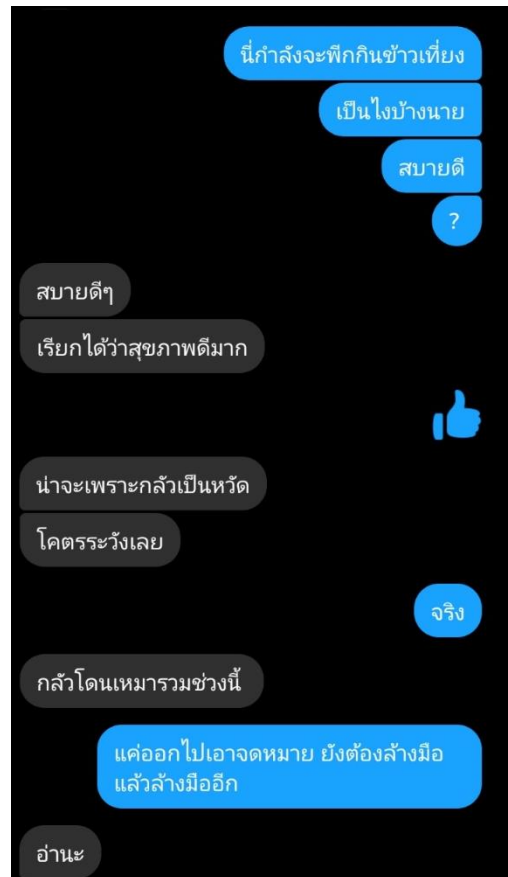 นี่กำลังจะพีกกินข้าวเที่ยง
เป็นไงบ้างนาย
สบายดี
?
สบายดีๆ
เรียกได้ว่าสุขภาพดีมาก
น่าจะเพราะกลัวเป็นหวัด
โคตรระวังเลย
จริง
กลัวโดนเหมารวมช่วงนี้
แค่ออกไปเอาจดหมาย ยังต้องล้างมือ
แล้วล้างมืออีก
อ่านะ